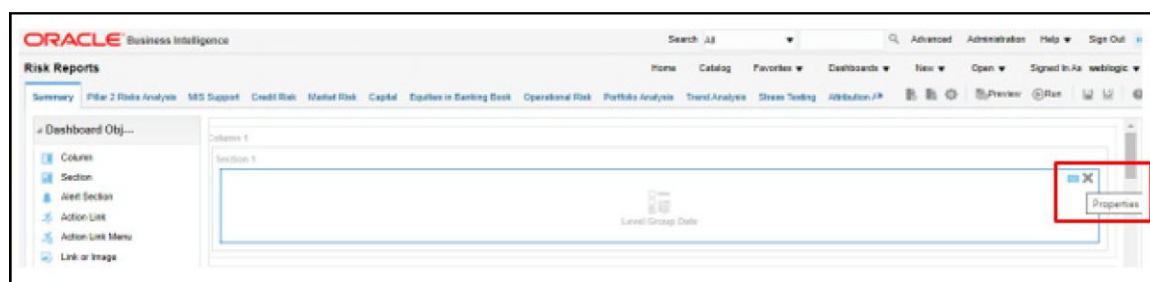 ORACLE Business Intelligence Search All Advanced Administration Help Sign Out
Risk Reports Home Catalog Favorites Dashboards New Open Signed In As weblogic
Summary Pillar 2 Risks Analysis MIS Support Credit Risk Market Risk Capital Equities in Banking Book Operational Risk Portfolio Analysis Trend Analysis Stress Testing Attribution Preview Run
Dashboard Obj...
Column 1
Column
Section 1
Section
Alert Section
Properties
Action Link
Level Group Date
Action Link Menu
Link or Image